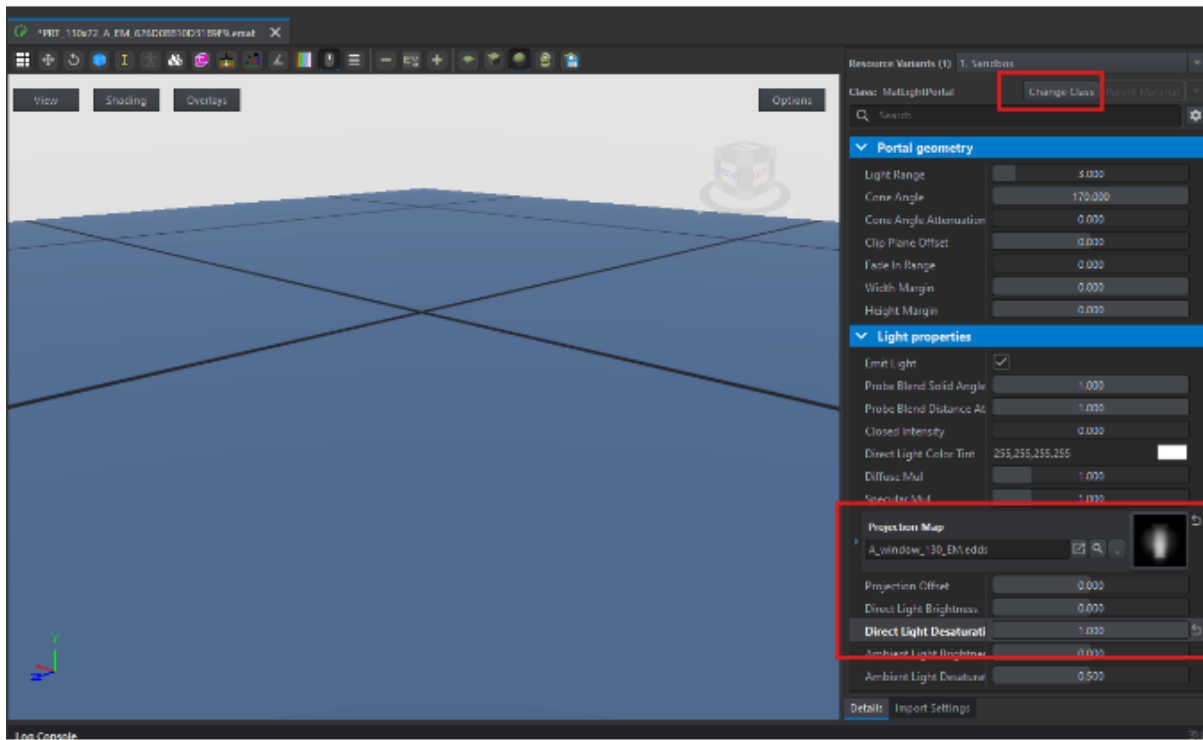 Resource Variants (1) 1. Sandbox
View Shading Overlays Options
Class: MatLightPortal Change Class Parent Material
Search
Portal geometry
Light Range 3.000
Cone Angle 170.000
Cone Angle Attenuation 0.000
Clip Plane Offset 0.000
Fade In Range 0.000
Width Margin 0.000
Height Margin 0.000
Light properties
Emit Light
Probe Blend Solid Angle 1.000
Probe Blend Distance At 1.000
Closed Intensity 0.000
Direct Light Color Tint 255,255,255,255
Diffuse Mul 1.000
Specular Mul 1.000
Projection Map
A_window_130_EM.edds
Projection Offset 0.000
Direct Light Brightness 0.000
Direct Light Desaturati 1.000
Ambient Light Brightnes 0.000
Ambient Light Desaturat 0.500
Details Import Settings
Log Console